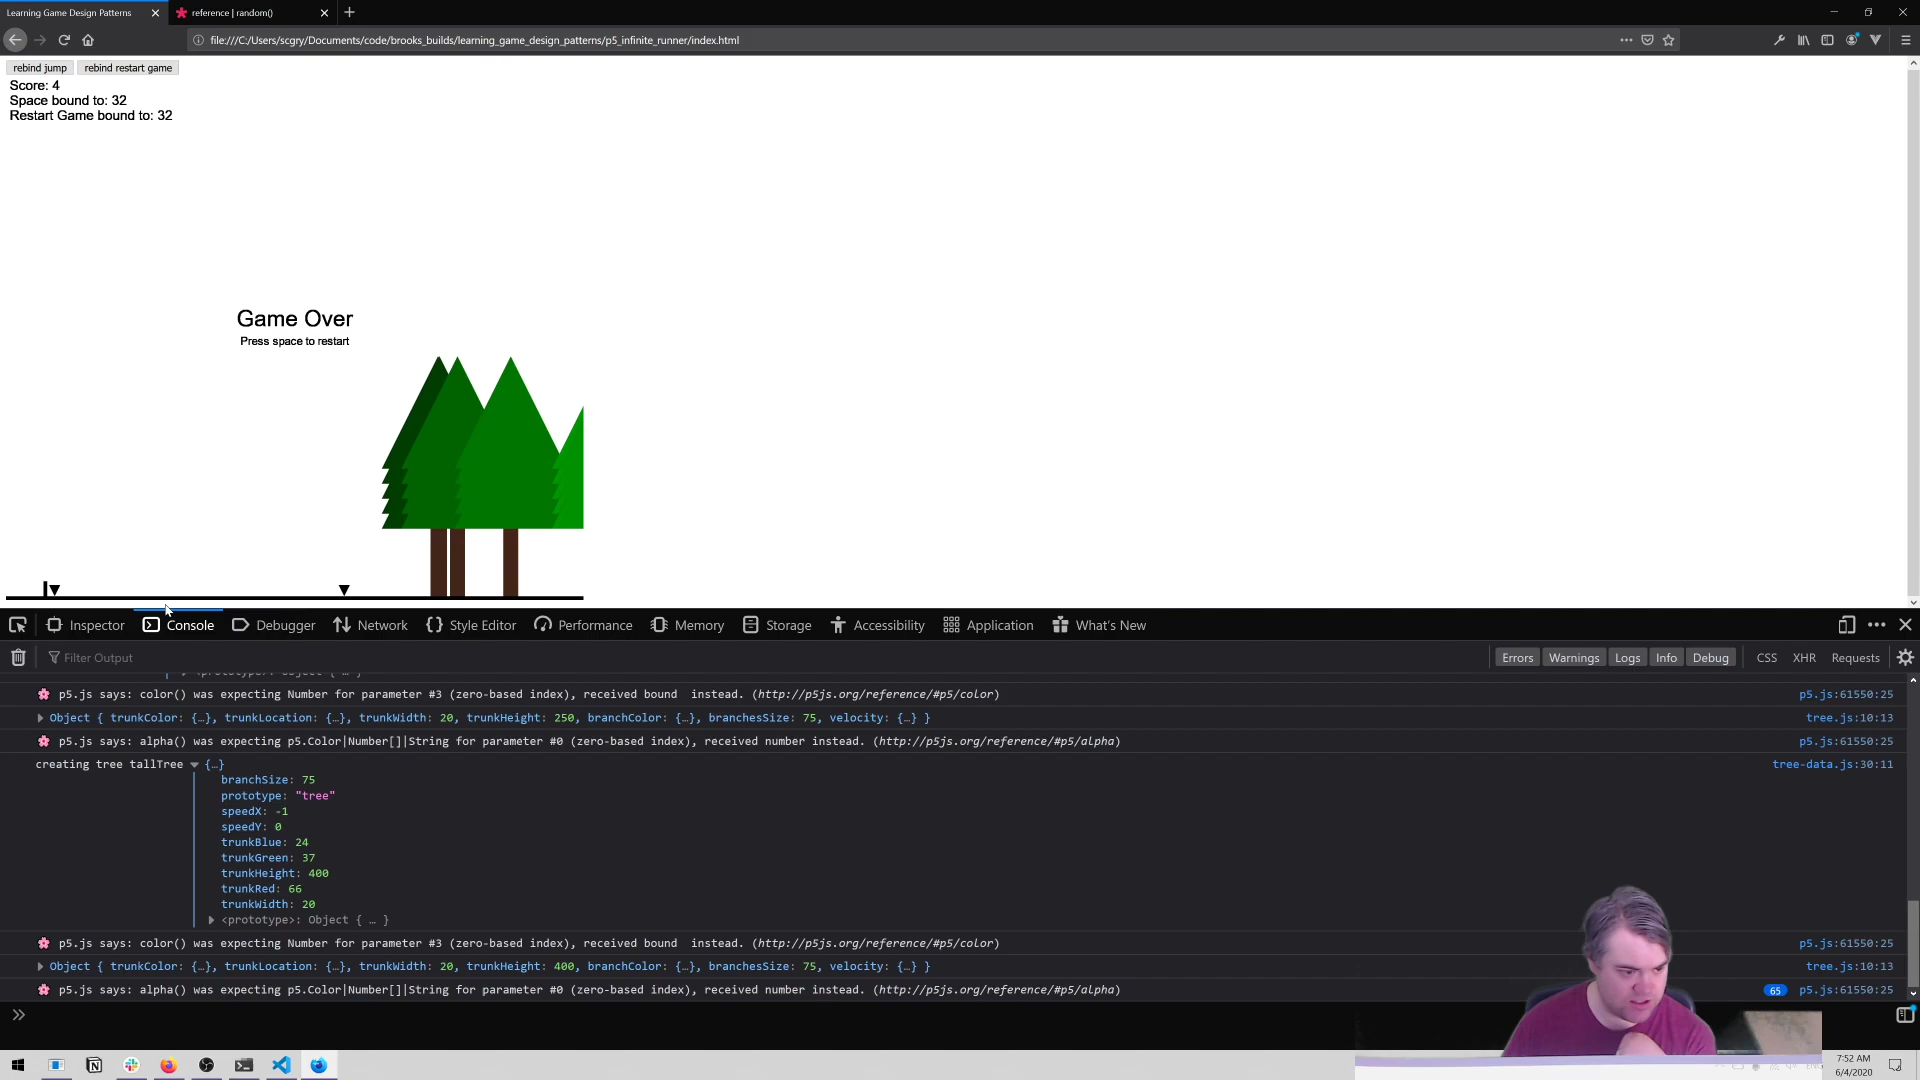 Learning Game Design Patterns
reference | random()
file:///C:/Users/scgry/Documents/code/brooks_builds/learning_game_design_patterns/p5_infinite_runner/index.html
rebind jump rebind restart game
Score: 4
Space bound to: 32
Restart Game bound to: 32
Game Over
Press space to restart
Inspector Console Debugger Network Style Editor Performance Memory Storage Accessibility Application What's New
Filter Output Errors Warnings Logs Info Debug CSS XHR Requests
p5.js says: color() was expecting Number for parameter #3 (zero-based index), received bound instead. (http://p5js.org/reference/#p5/color) p5.js:61550:25
Object { trunkColor: {…}, trunkLocation: {…}, trunkWidth: 20, trunkHeight: 250, branchColor: {…}, branchesSize: 75, velocity: {…} } tree.js:10:13
p5.js says: alpha() was expecting p5.Color|Number[]|String for parameter #0 (zero-based index), received number instead. (http://p5js.org/reference/#p5/alpha) p5.js:61550:25
creating tree tallTree {…} tree-data.js:30:11
branchSize: 75
prototype: "tree"
speedX: -1
speedY: 0
trunkBlue: 24
trunkGreen: 37
trunkHeight: 400
trunkRed: 66
trunkWidth: 20
<prototype>: Object { … }
p5.js says: color() was expecting Number for parameter #3 (zero-based index), received bound instead. (http://p5js.org/reference/#p5/color) p5.js:61550:25
Object { trunkColor: {…}, trunkLocation: {…}, trunkWidth: 20, trunkHeight: 400, branchColor: {…}, branchesSize: 75, velocity: {…} } tree.js:10:13
p5.js says: alpha() was expecting p5.Color|Number[]|String for parameter #0 (zero-based index), received number instead. (http://p5js.org/reference/#p5/alpha) 65 p5.js:61550:25
7:52 AM
6/4/2020